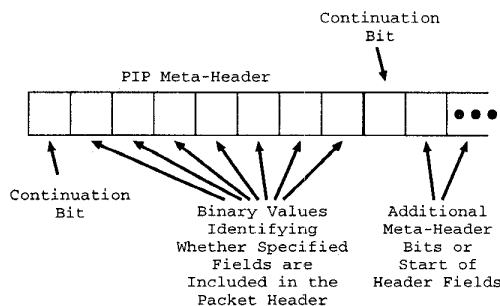 Continuation
Bit
PIP Meta-Header
Continuation
Bit
Binary Values
Identifying
Whether Specified
Fields are
Included in the
Packet Header
Additional
Meta-Header
Bits or
Start of
Header Fields